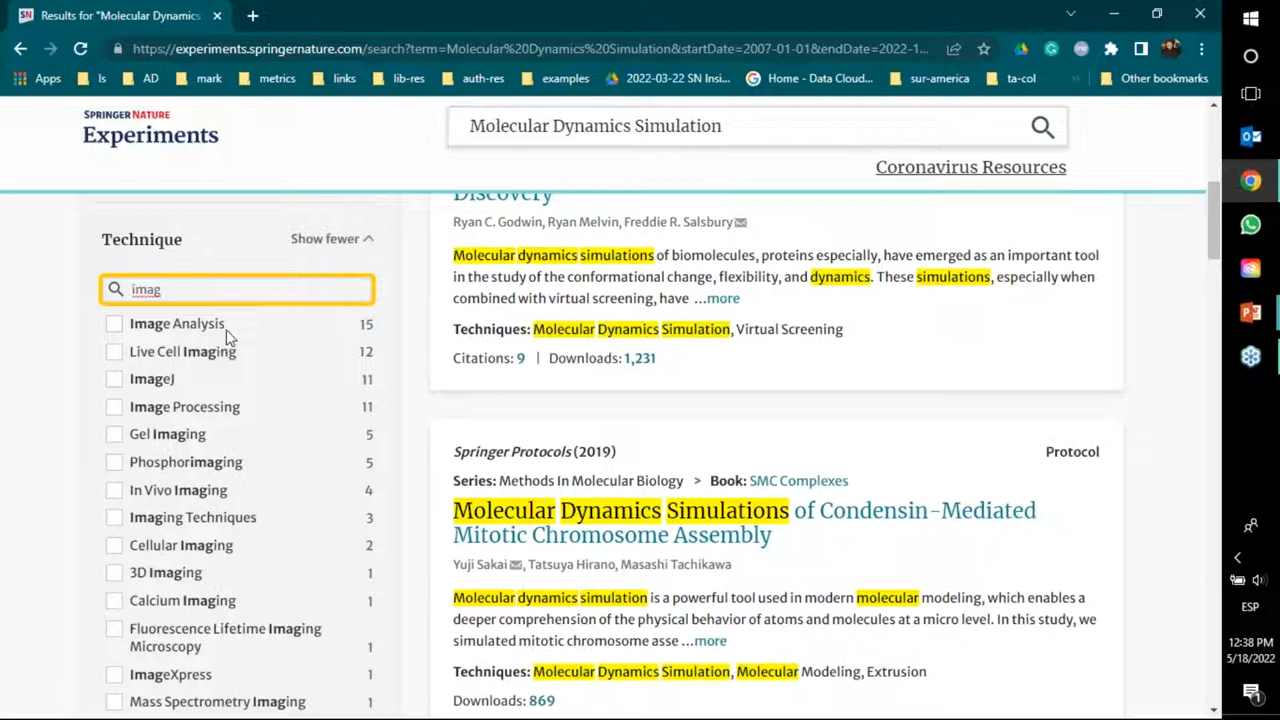 Results for "Molecular Dynamics
https://experiments.springernature.com/search?term=Molecular%20Dynamics%20Simulation&startDate=2007-01-01&endDate=2022-1...
Apps
ls
AD
mark
metrics
links
lib-res
auth-res
examples
2022-03-22 SN Insi...
Home - Data Cloud...
sur-america
ta-col
»
Other bookmarks
SPRINGER NATURE
Experiments
Molecular Dynamics Simulation
Coronavirus Resources
Technique
Show fewer
imag
Image Analysis 15
Live Cell Imaging 12
ImageJ 11
Image Processing 11
Gel Imaging 5
Phosphorimaging 5
In Vivo Imaging 4
Imaging Techniques 3
Cellular Imaging 2
3D Imaging 1
Calcium Imaging 1
Fluorescence Lifetime Imaging
Microscopy 1
ImageXpress 1
Mass Spectrometry Imaging 1
Discovery
Ryan C. Godwin, Ryan Melvin, Freddie R. Salsbury
Molecular dynamics simulations of biomolecules, proteins especially, have emerged as an important tool
in the study of the conformational change, flexibility, and dynamics. These simulations, especially when
combined with virtual screening, have ...more
Techniques: Molecular Dynamics Simulation, Virtual Screening
Citations: 9 | Downloads: 1,231
Springer Protocols (2019)
Protocol
Series: Methods In Molecular Biology > Book: SMC Complexes
Molecular Dynamics Simulations of Condensin-Mediated
Mitotic Chromosome Assembly
Yuji Sakai, Tatsuya Hirano, Masashi Tachikawa
Molecular dynamics simulation is a powerful tool used in modern molecular modeling, which enables a
deeper comprehension of the physical behavior of atoms and molecules at a micro level. In this study, we
simulated mitotic chromosome asse ...more
Techniques: Molecular Dynamics Simulation, Molecular Modeling, Extrusion
Downloads: 869
ESP
12:38 PM
5/18/2022
1